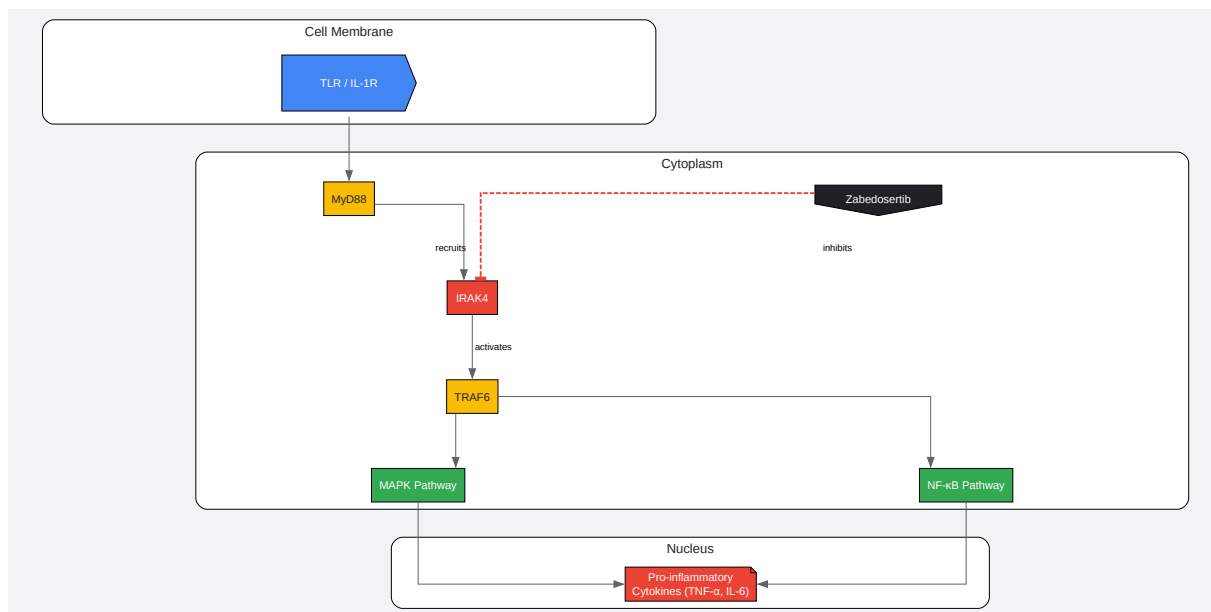 Cell Membrane
TLR / IL-1R
Cytoplasm
MyD88
Zabedosertib
recruits
inhibits
IRAK4
activates
TRAF6
MAPK Pathway
NF-κB Pathway
Nucleus
Pro-inflammatory
Cytokines (TNF-α, IL-6)